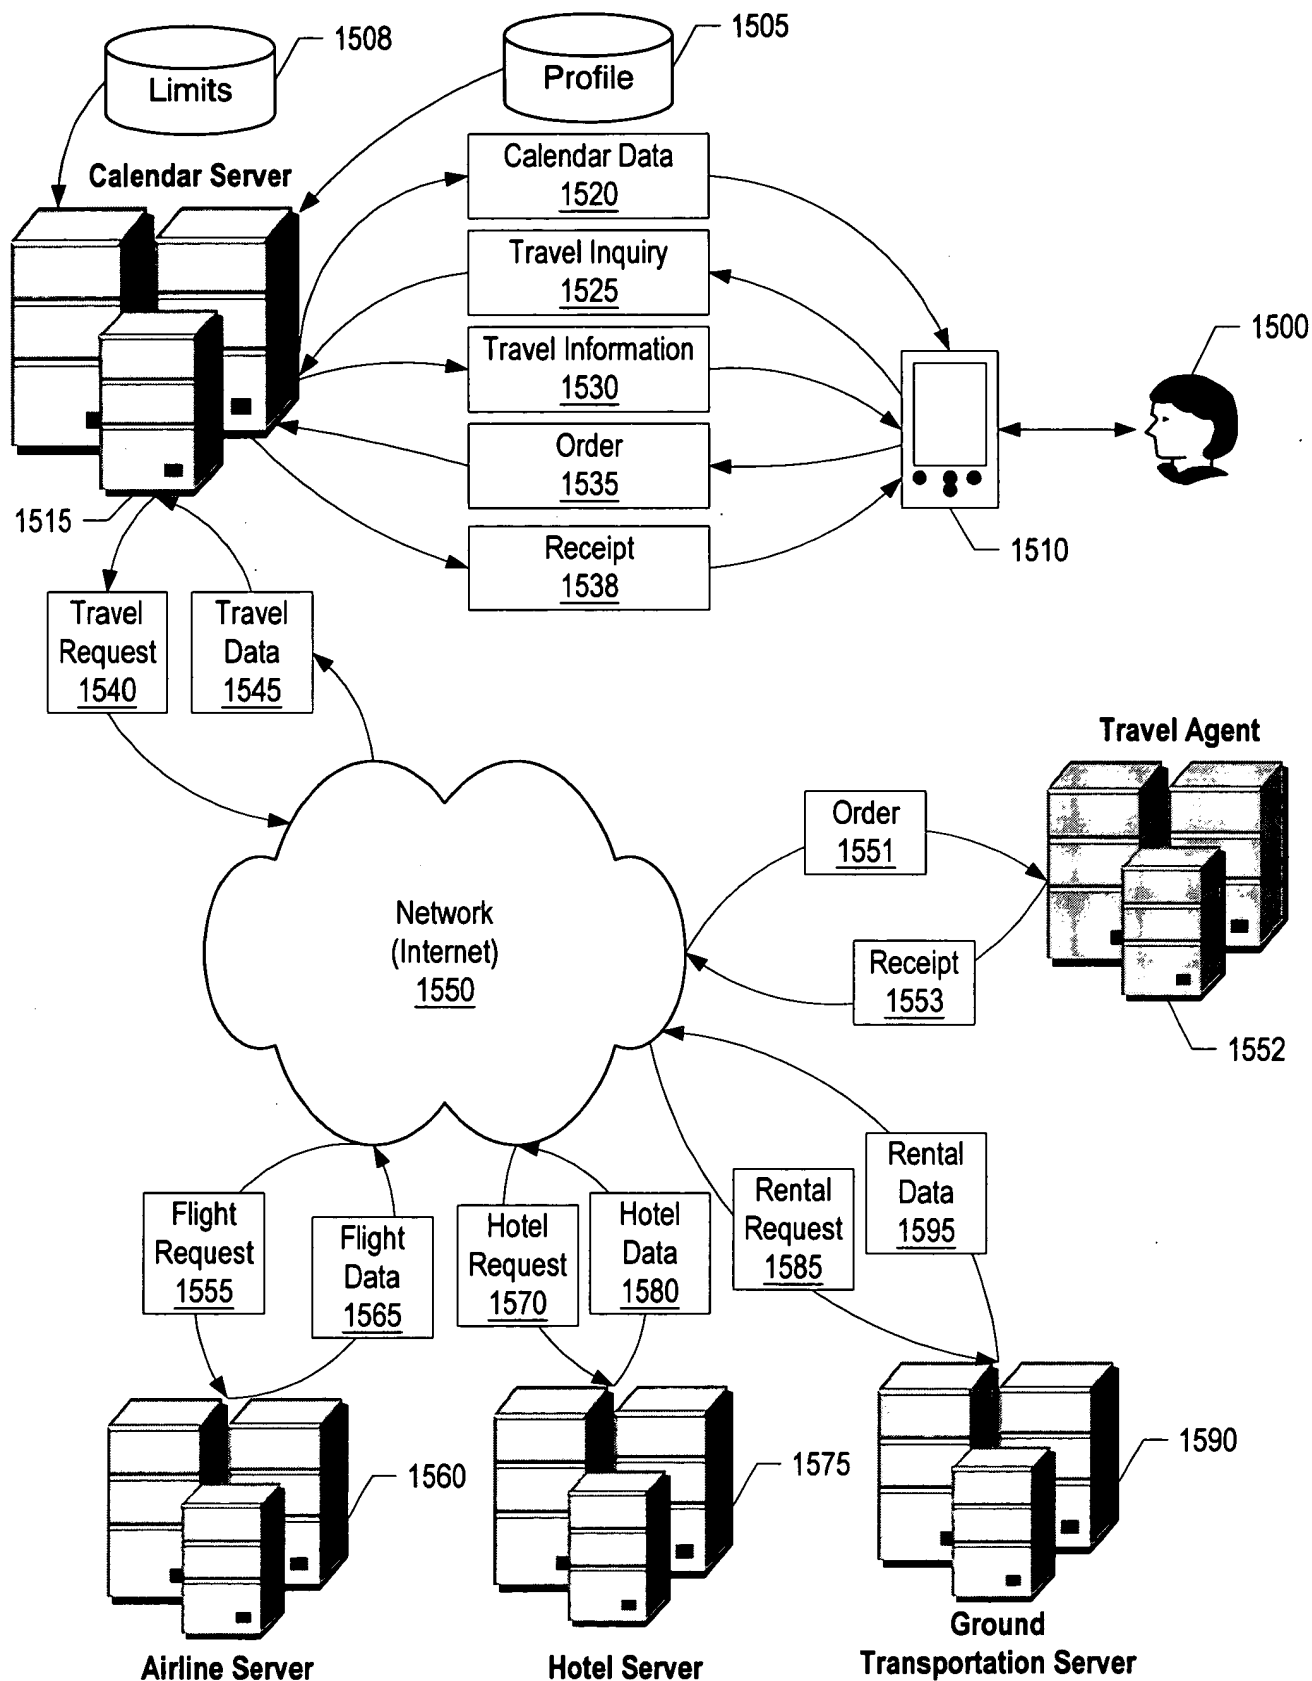 1508
1505
Limits
Profile
Calendar Server
Calendar Data
1520
Travel Inquiry
1525
Travel Information
1530
Order
1535
Receipt
1538
1500
1510
1515
Travel
Request
1540
Travel
Data
1545
Travel Agent
Order
1551
Receipt
1553
1552
Network
(Internet)
1550
Flight
Request
1555
Flight
Data
1565
Hotel
Request
1570
Hotel
Data
1580
Rental
Request
1585
Rental
Data
1595
1560
1575
1590
Airline Server
Hotel Server
Ground
Transportation Server